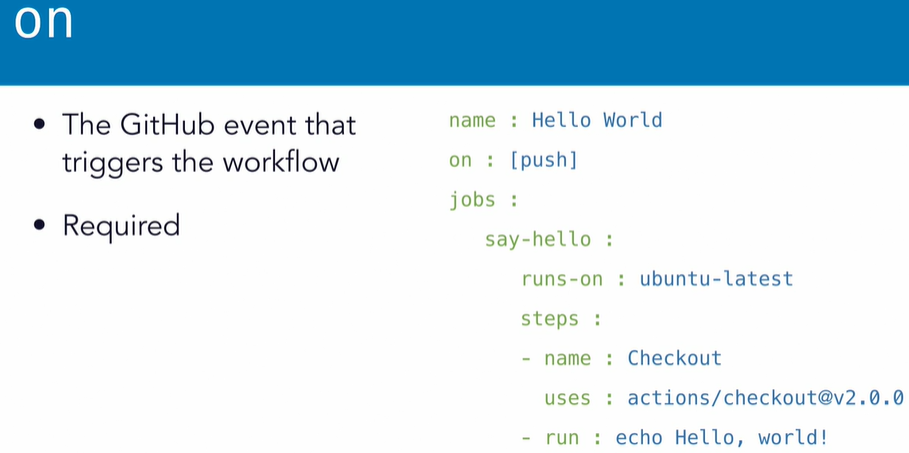 on
• The GitHub event that
triggers the workflow
• Required
name : Hello World
on : [push]
jobs :
say-hello :
runs-on : ubuntu-latest
steps :
- name : Checkout
uses : actions/checkout@v2.0.0
- run : echo Hello, world!